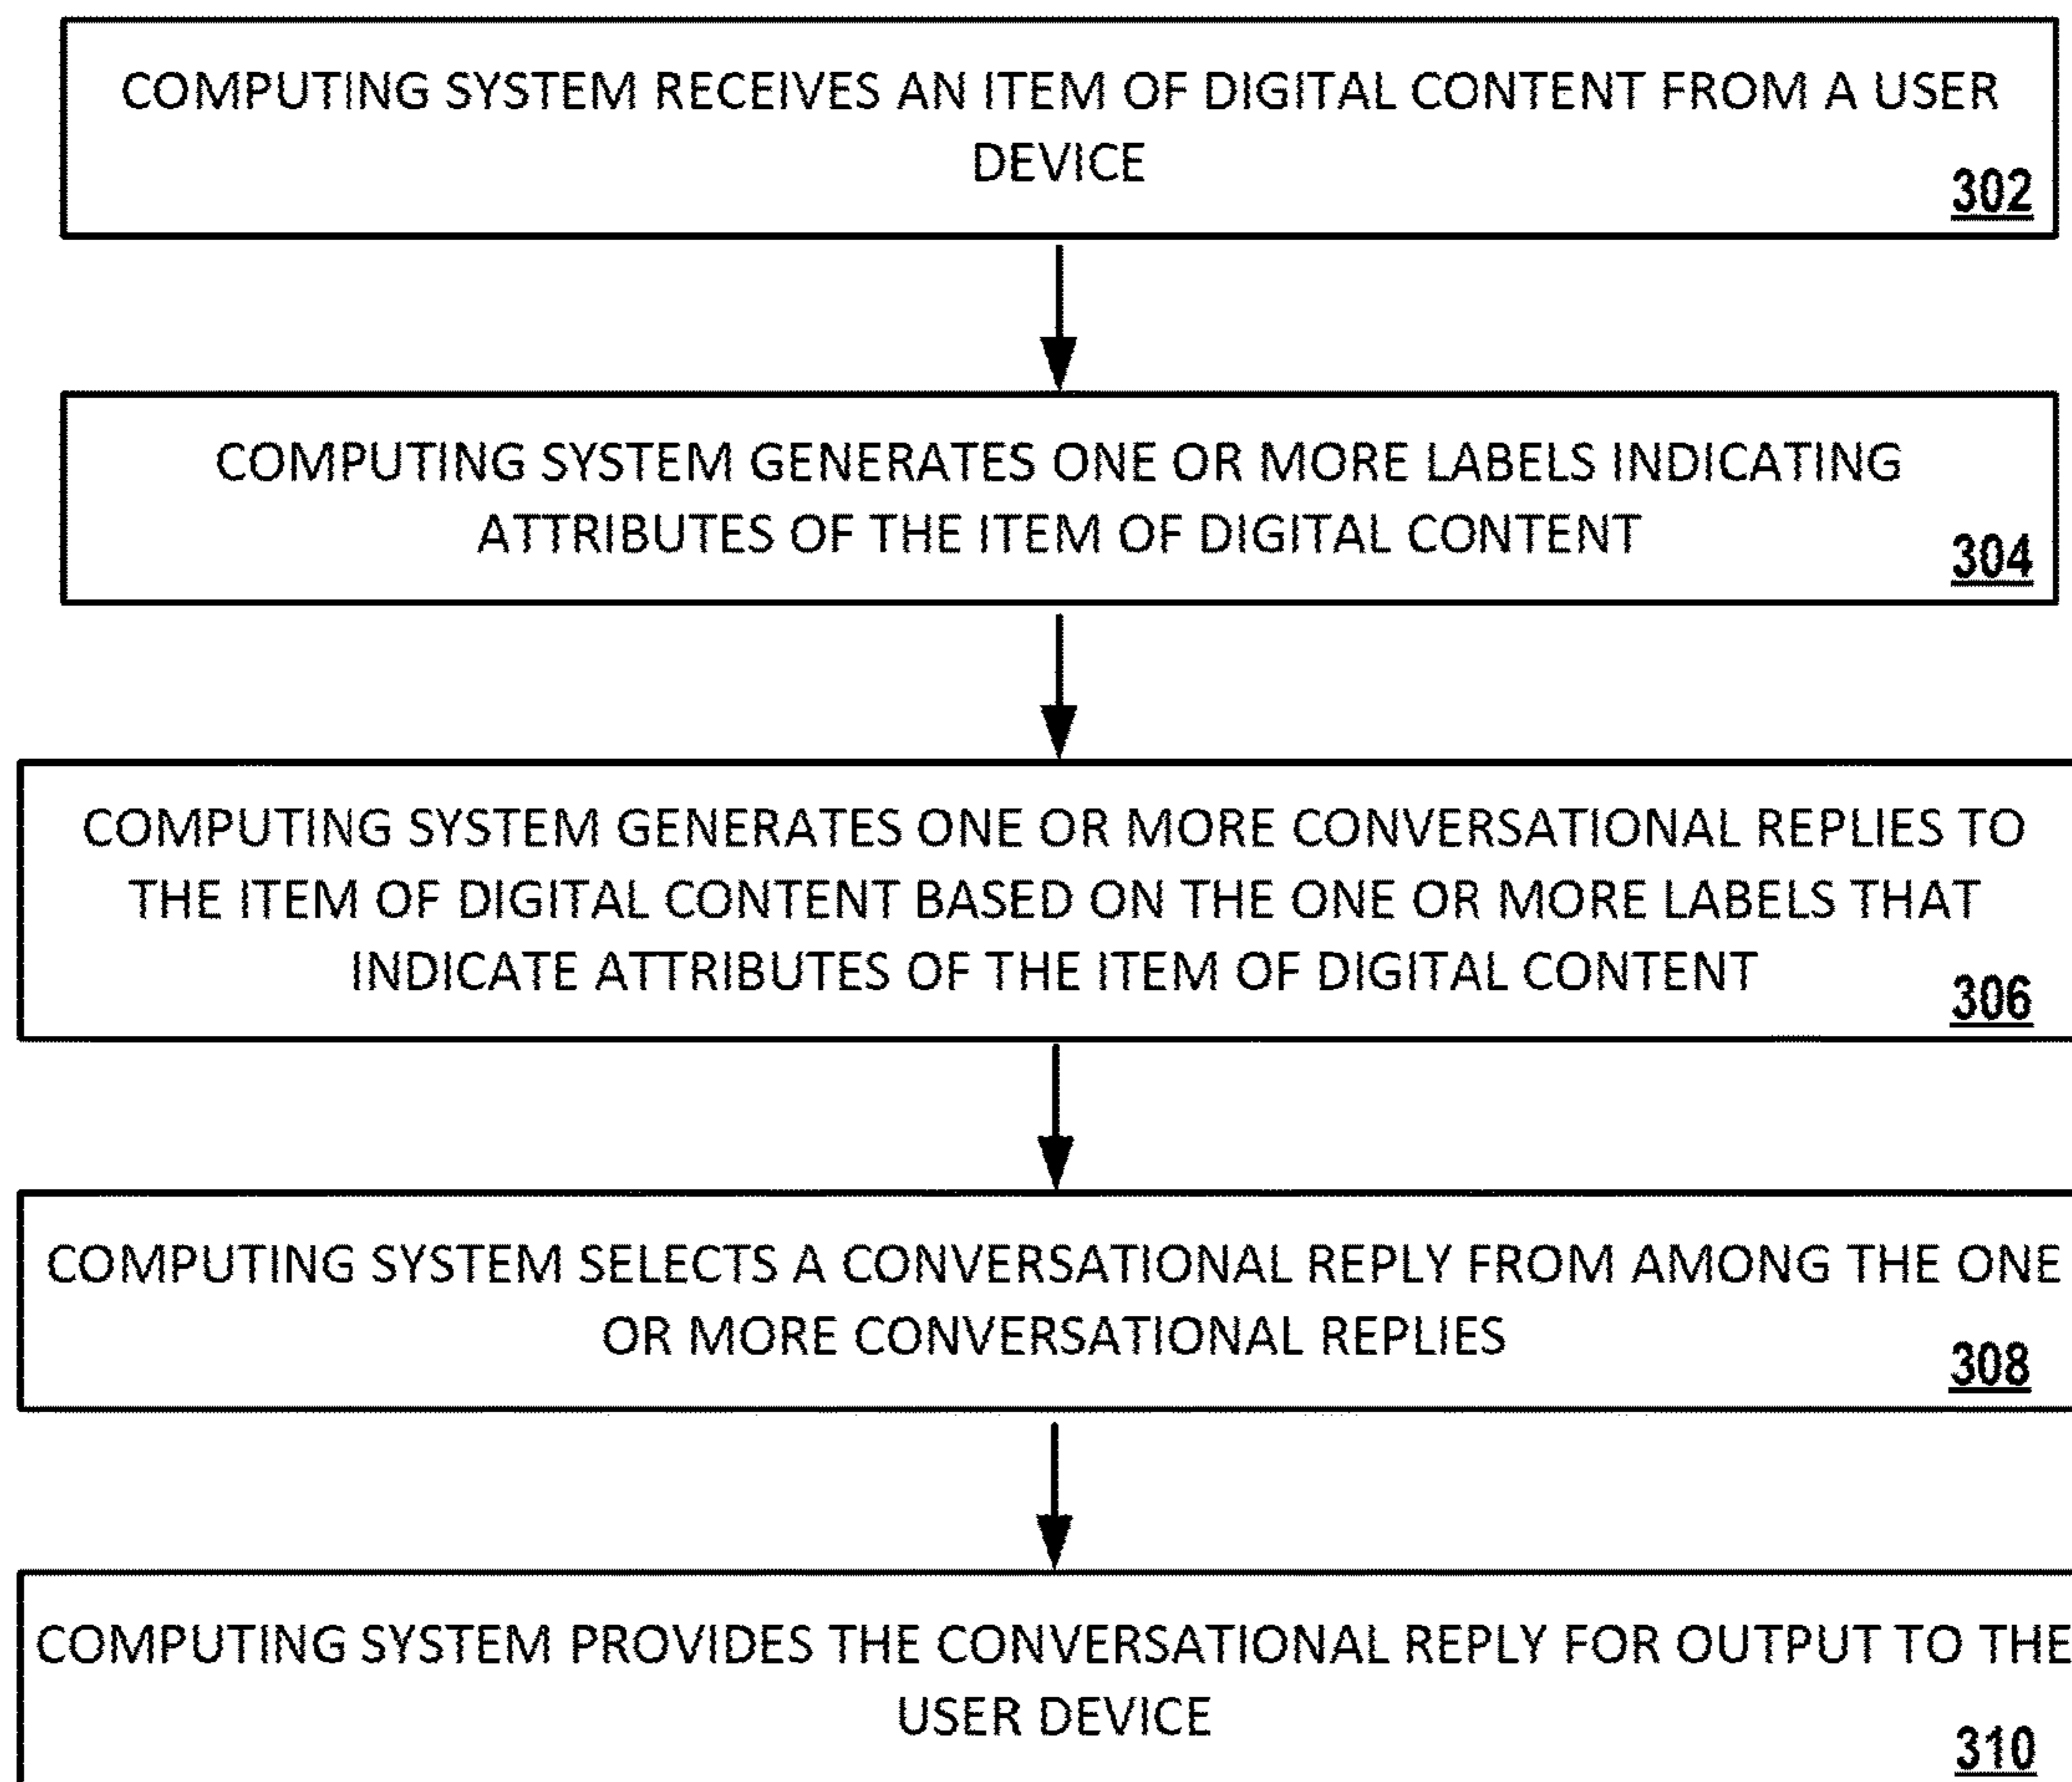 COMPUTING SYSTEM RECEIVES AN ITEM OF DIGITAL CONTENT FROM A USER
DEVICE
302
COMPUTING SYSTEM GENERATES ONE OR MORE LABELS INDICATING
ATTRIBUTES OF THE ITEM OF DIGITAL CONTENT
304
COMPUTING SYSTEM GENERATES ONE OR MORE CONVERSATIONAL REPLIES TO
THE ITEM OF DIGITAL CONTENT BASED ON THE ONE OR MORE LABELS THAT
INDICATE ATTRIBUTES OF THE ITEM OF DIGITAL CONTENT
306
COMPUTING SYSTEM SELECTS A CONVERSATIONAL REPLY FROM AMONG THE ONE
OR MORE CONVERSATIONAL REPLIES
308
COMPUTING SYSTEM PROVIDES THE CONVERSATIONAL REPLY FOR OUTPUT TO THE
USER DEVICE
310